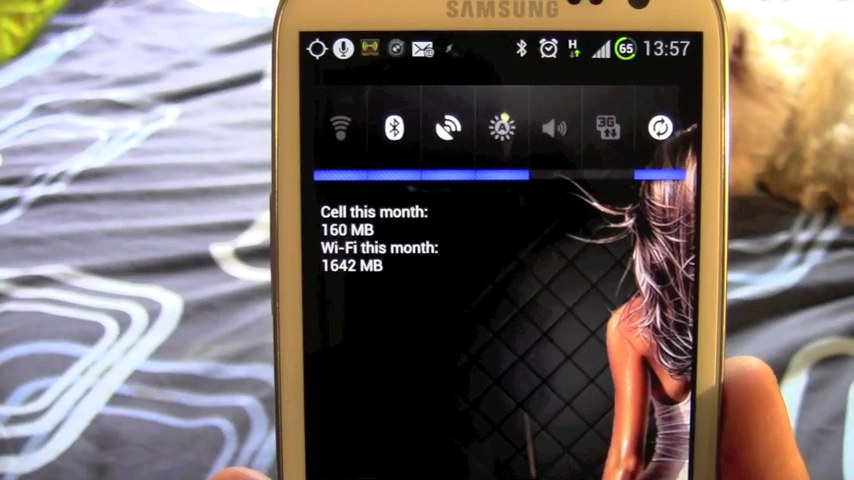 SAMSUNG
H 65 13:57
A 3G
Cell this month:
160 MB
Wi-Fi this month:
1642 MB